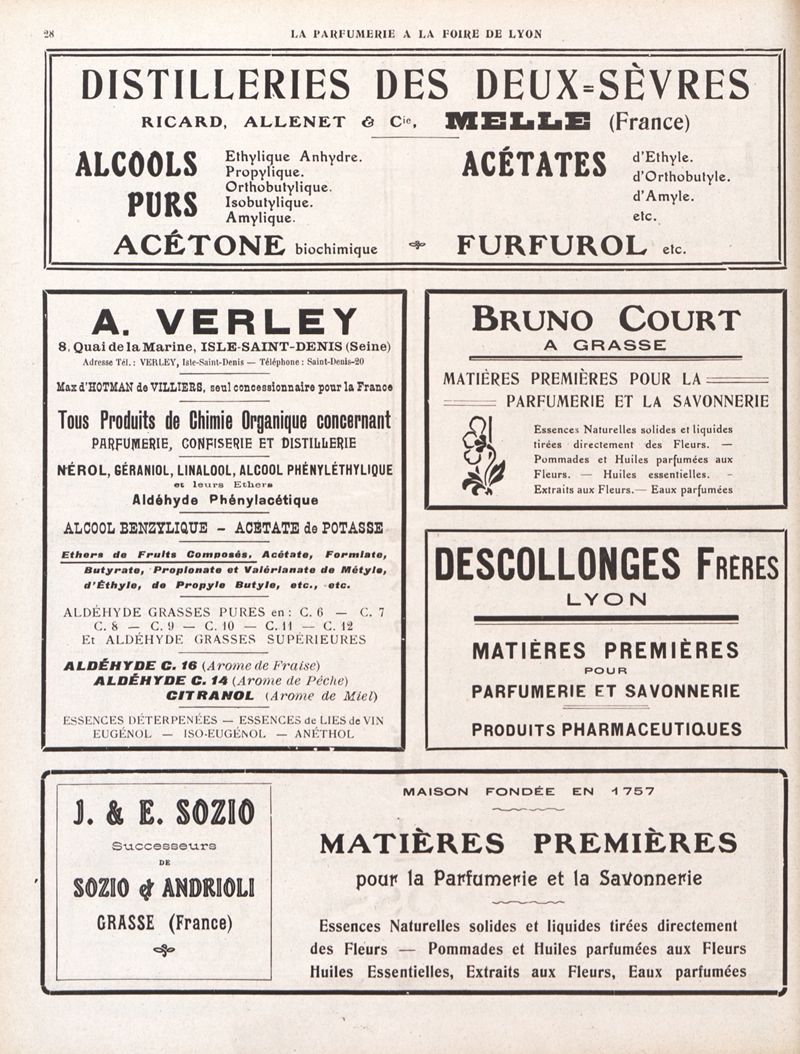 28
LA PARFUMERIE A LA FOIRE DE LYON
DISTILLERIES DES DEUX=SÈVRES
RICARD, ALLENET & Cie, MELLE (France)
ALCOOLS PURS
Ethylique Anhydre.
Propylique.
Orthobutylique.
Isobutylique.
Amylique.
ACÉTATES
d'Ethyle.
d'Orthobutyle.
d'Amyle.
etc.
ACÉTONE biochimique
FURFUROL etc.
A. VERLEY
8, Quai de la Marine, ISLE-SAINT-DENIS (Seine)
Adresse Tél.: VERLEY, Isle-Saint-Denis — Téléphone: Saint-Denis-20
Max d'HOTMAN de VILLIERS, seul concessionnaire pour la France
Tous Produits de Chimie Organique concernant
PARFUMERIE, CONFISERIE ET DISTILLERIE
NÉROL, GÉRANIOL, LINALOOL, ALCOOL PHÉNYLÉTHYLIQUE
et leurs Ethers
Aldéhyde Phénylacétique
ALCOOL BENZYLIQUE – ACÉTATE de POTASSE
Ethers de Fruits Composés, Acétate, Formiate,
Butyrate, Propionate et Valérianate de Métyle,
d'Éthyle, de Propyle Butyle, etc., etc.
ALDÉHYDE GRASSES PURES en: C. 6 — C. 7
C. 8 — C. 9 — C. 10 — C. 11 — C. 12
Et ALDÉHYDE GRASSES SUPÉRIEURES
ALDÉHYDE C. 16 (Arome de Fraise)
ALDÉHYDE C. 14 (Arome de Pêche)
CITRANOL (Arome de Miel)
ESSENCES DÉTERPENÉES — ESSENCES de LIES de VIN
EUGÉNOL — ISO-EUGÉNOL — ANÉTHOL
BRUNO COURT
A GRASSE
MATIÈRES PREMIÈRES POUR LA
PARFUMERIE ET LA SAVONNERIE
Essences Naturelles solides et liquides
tirées directement des Fleurs. —
Pommades et Huiles parfumées aux
Fleurs. — Huiles essentielles. –
Extraits aux Fleurs. — Eaux parfumées
DESCOLLONGES FRÈRES
LYON
MATIÈRES PREMIÈRES
POUR
PARFUMERIE ET SAVONNERIE
PRODUITS PHARMACEUTIQUES
J. & E. SOZIO
Successeurs
DE
SOZIO & ANDRIOLI
GRASSE (France)
MAISON FONDÉE EN 1757
MATIÈRES PREMIÈRES
pour la Parfumerie et la Savonnerie
Essences Naturelles solides et liquides tirées directement
des Fleurs — Pommades et Huiles parfumées aux Fleurs
Huiles Essentielles, Extraits aux Fleurs, Eaux parfumées